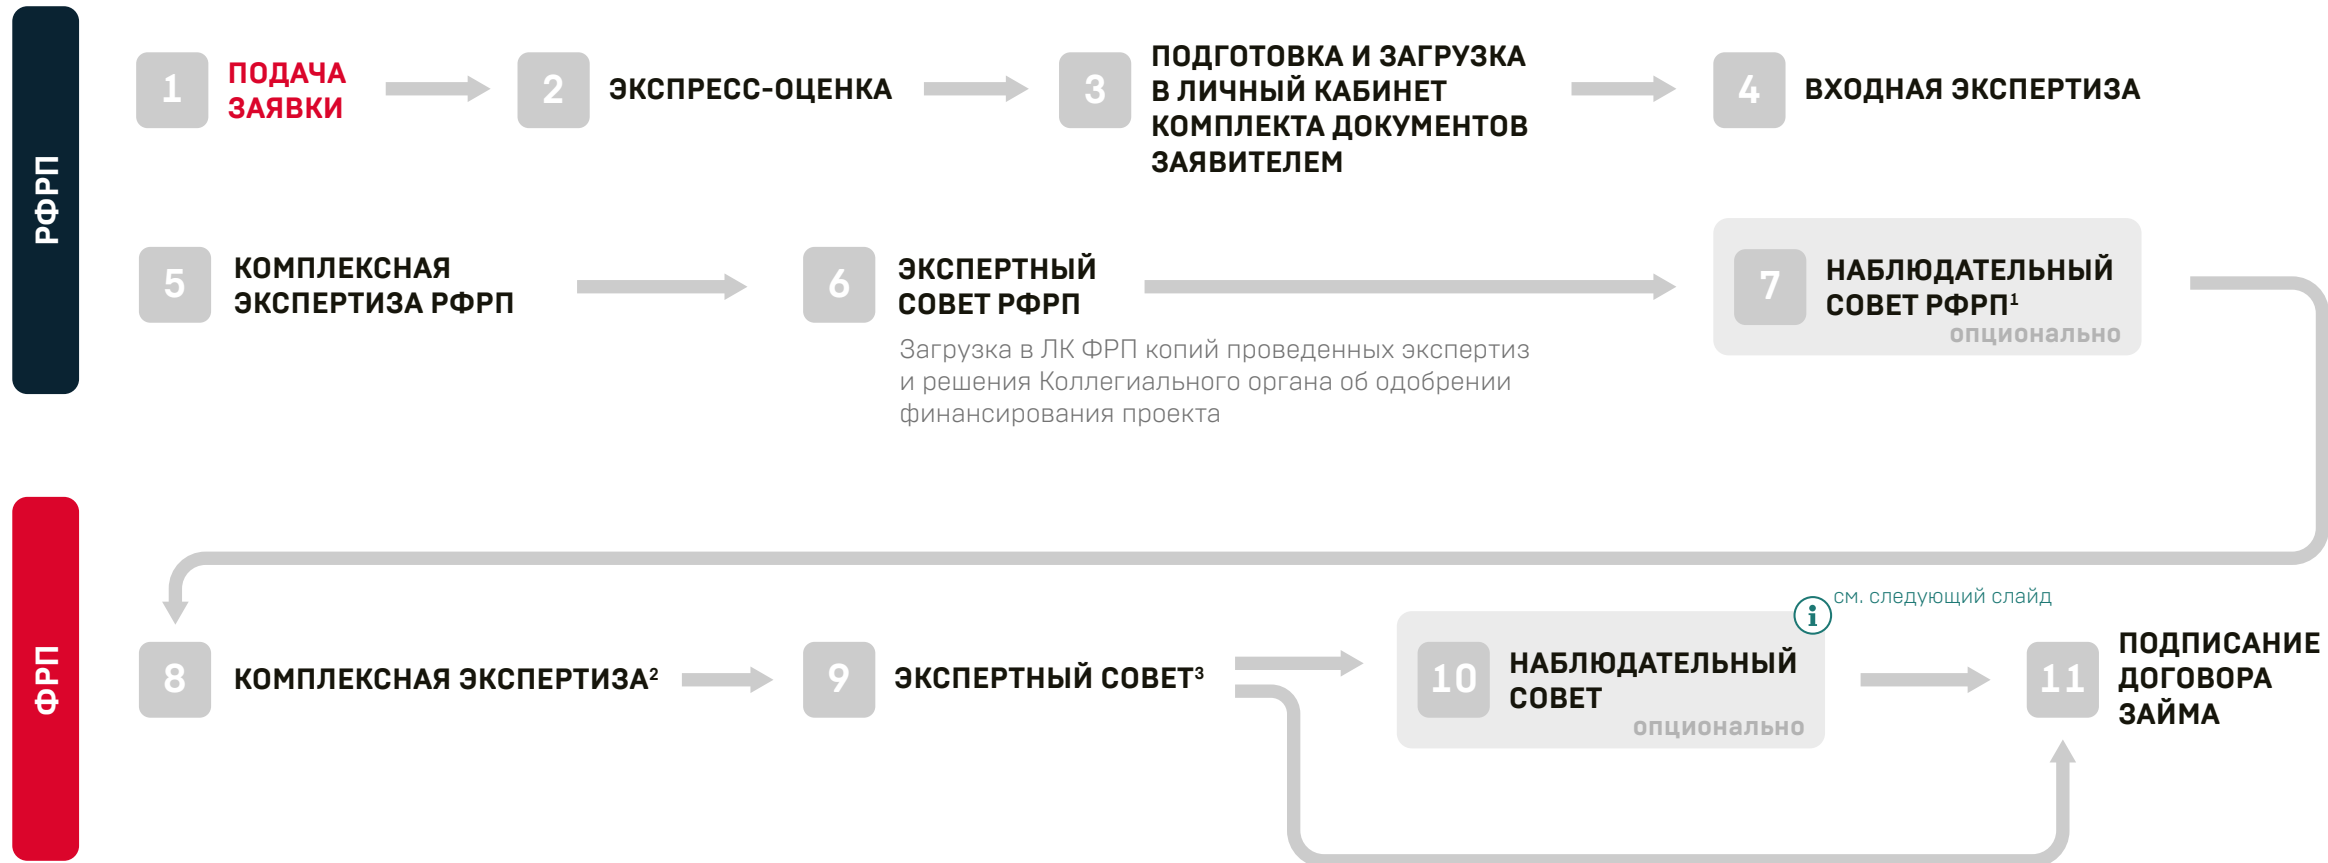 РФРП
1
ПОДАЧА
ЗАЯВКИ
2
ЭКСПРЕСС-ОЦЕНКА
3
ПОДГОТОВКА И ЗАГРУЗКА
В ЛИЧНЫЙ КАБИНЕТ
КОМПЛЕКТА ДОКУМЕНТОВ
ЗАЯВИТЕЛЕМ
4
ВХОДНАЯ ЭКСПЕРТИЗА
5
КОМПЛЕКСНАЯ
ЭКСПЕРТИЗА РФРП
6
ЭКСПЕРТНЫЙ
СОВЕТ РФРП
Загрузка в ЛК ФРП копий проведенных экспертиз
и решения Коллегиального органа об одобрении
финансирования проекта
7
НАБЛЮДАТЕЛЬНЫЙ
СОВЕТ РФРП¹
опционально
ФРП
8
КОМПЛЕКСНАЯ ЭКСПЕРТИЗА²
9
ЭКСПЕРТНЫЙ СОВЕТ³
i
см. следующий слайд
10
НАБЛЮДАТЕЛЬНЫЙ
СОВЕТ
опционально
11
ПОДПИСАНИЕ
ДОГОВОРА
ЗАЙМА